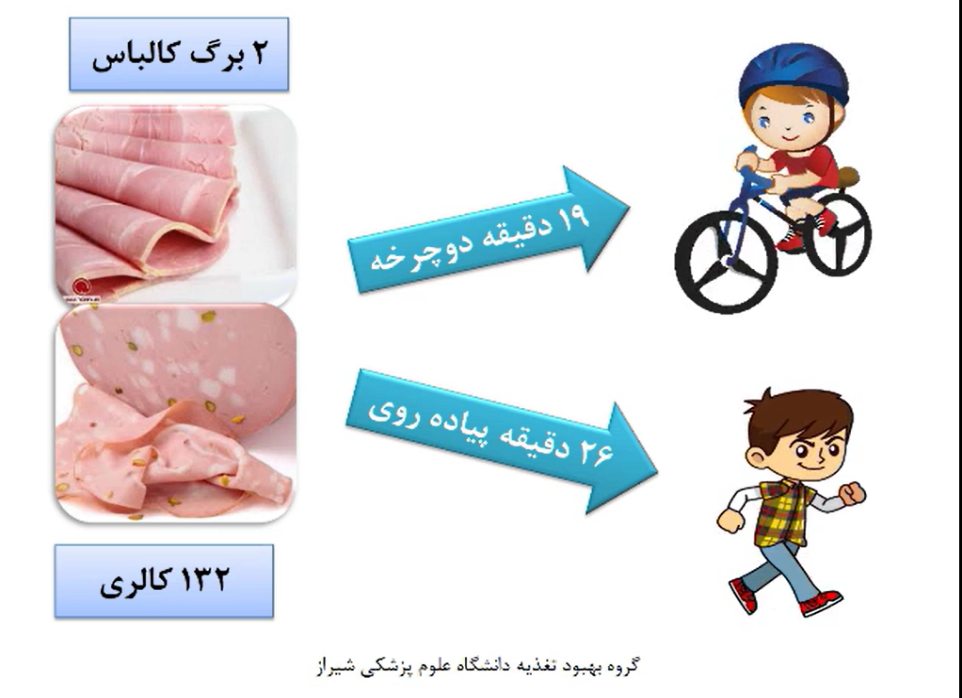 ۲ برگ کالباس
۱۹ دقیقه دوچرخه
۲۶ دقیقه پیاده روی
۱۳۲ کالری
گروه بهبود تغذیه دانشگاه علوم پزشکی شیراز